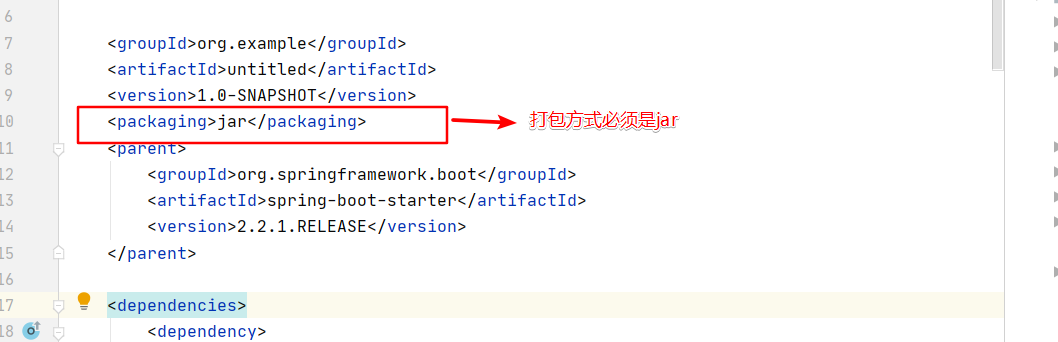 6
7 <groupId>org.example</groupId>
8 <artifactId>untitled</artifactId>
9 <version>1.0-SNAPSHOT</version>
10 <packaging>jar</packaging> 打包方式必须是jar
11 <parent>
12 <groupId>org.springframework.boot</groupId>
13 <artifactId>spring-boot-starter</artifactId>
14 <version>2.2.1.RELEASE</version>
15 </parent>
16
17 <dependencies>
18 <dependency>